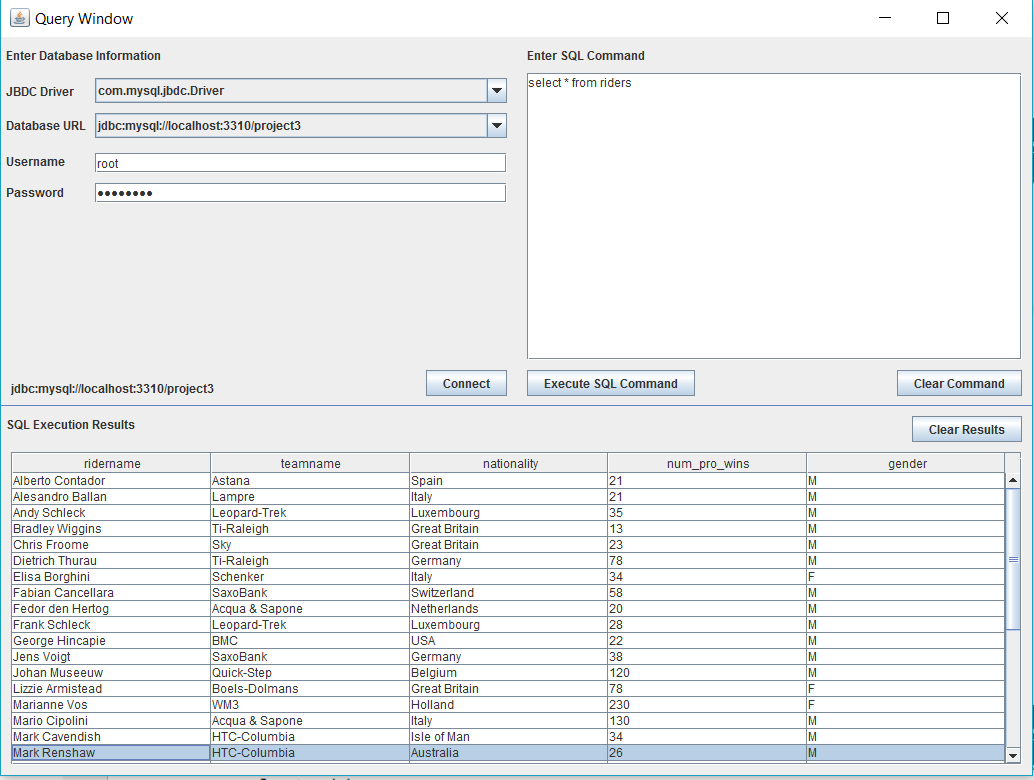 Query Window
Enter Database Information
JBDC Driver com.mysql.jbdc.Driver
Database URL jdbc:mysql://localhost:3310/project3
Username root
Password ••••••••
jdbc:mysql://localhost:3310/project3
Connect
Enter SQL Command
select * from riders
Execute SQL Command Clear Command
SQL Execution Results
Clear Results
ridername teamname nationality num_pro_wins gender
Alberto Contador Astana Spain 21 M
Alesandro Ballan Lampre Italy 21 M
Andy Schleck Leopard-Trek Luxembourg 35 M
Bradley Wiggins Ti-Raleigh Great Britain 13 M
Chris Froome Sky Great Britain 23 M
Dietrich Thurau Ti-Raleigh Germany 78 M
Elisa Borghini Schenker Italy 34 F
Fabian Cancellara SaxoBank Switzerland 58 M
Fedor den Hertog Acqua & Sapone Netherlands 20 M
Frank Schleck Leopard-Trek Luxembourg 28 M
George Hincapie BMC USA 22 M
Jens Voigt SaxoBank Germany 38 M
Johan Museeuw Quick-Step Belgium 120 M
Lizzie Armistead Boels-Dolmans Great Britain 78 F
Marianne Vos WM3 Holland 230 F
Mario Cipolini Acqua & Sapone Italy 130 M
Mark Cavendish HTC-Columbia Isle of Man 34 M
Mark Renshaw HTC-Columbia Australia 26 M